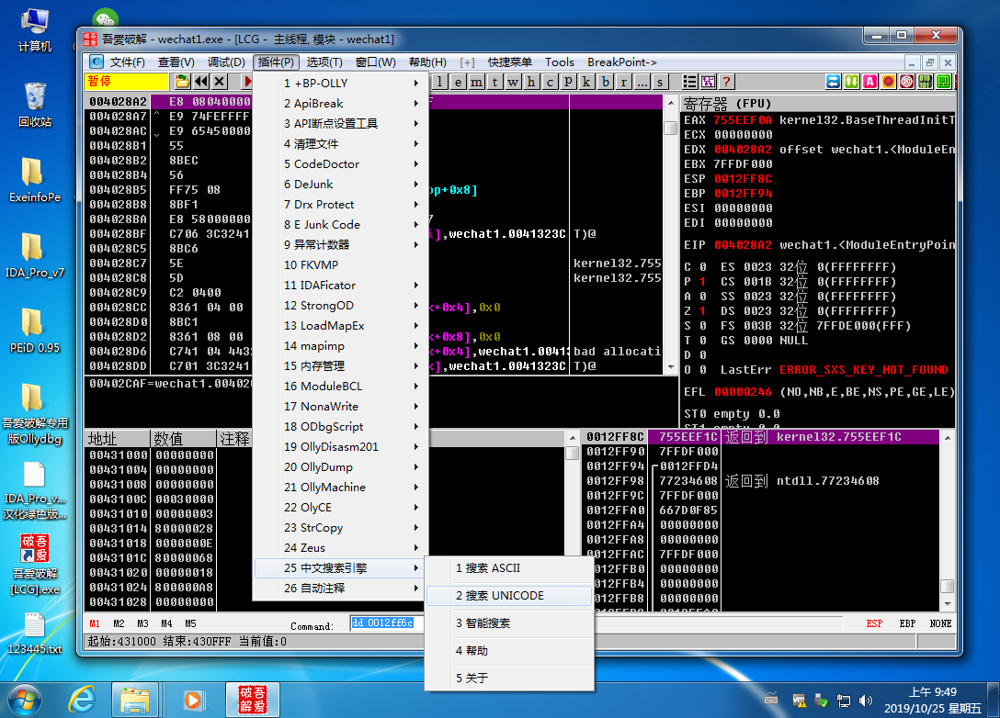 计算机
回收站
ExeinfoPe
IDA_Pro_v7
PEiD 0.95
吾爱破解专用
版Ollydbg
IDA_Pro_v...
汉化绿色版...
吾爱破解
[LCG].exe
123445.txt
吾愛破解 - wechat1.exe - [LCG - 主线程, 模块 - wechat1]
文件(F) 查看(V) 调试(D) 插件(P) 选项(T) 窗口(W) 帮助(H) [+] 快捷菜单 Tools BreakPoint->
暂停
l e m t w h c p k b r ... s
?
004028A2 E8 08040000
004028A7 E9 74FEFFFF
004028AC E9 65450000
004028B1 55
004028B2 8BEC
004028B4 56
004028B5 FF75 08
004028B8 8BF1
004028BA E8 58000000
004028BF C706 3C3241
004028C5 8BC6
004028C7 5E
004028C8 5D
004028C9 C2 0400
004028CC 8361 04 00
004028D0 8BC1
004028D2 8361 08 00
004028D6 C741 04 443
004028DD C701 3C3241
bp+0x8]
],wechat1.0041323C T)@
kernel32.755
kernel32.755
+0x4],0x0
+0x8],0x0
+0x4],wechat1.0041 bad allocati
],wechat1.0041323C T)@
00402CAF=wechat1.00402
1 +BP-OLLY
2 ApiBreak
3 API断点设置工具
4 清理文件
5 CodeDoctor
6 DeJunk
7 Drx Protect
8 E Junk Code
9 异常计数器
10 FKVMP
11 IDAFicator
12 StrongOD
13 LoadMapEx
14 mapimp
15 内存管理
16 ModuleBCL
17 NonaWrite
18 ODbgScript
19 OllyDisasm201
20 OllyDump
21 OllyMachine
22 OlyCE
23 StrCopy
24 Zeus
25 中文搜索引擎
26 自动注释
1 搜索 ASCII
2 搜索 UNICODE
3 智能搜索
4 帮助
5 关于
寄存器 (FPU)
EAX 755EEF0A kernel32.BaseThreadInitT
ECX 00000000
EDX 004028A2 offset wechat1.<ModuleEn
EBX 7FFDF000
ESP 0012FF8C
EBP 0012FF94
ESI 00000000
EDI 00000000
EIP 004028A2 wechat1.<ModuleEntryPoin
C 0 ES 0023 32位 0(FFFFFFFF)
P 1 CS 001B 32位 0(FFFFFFFF)
A 0 SS 0023 32位 0(FFFFFFFF)
Z 1 DS 0023 32位 0(FFFFFFFF)
S 0 FS 003B 32位 7FFDE000(FFF)
T 0 GS 0000 NULL
D 0
O 0 LastErr ERROR_SXS_KEY_NOT_FOUND
EFL 00000246 (NO,NB,E,BE,NS,PE,GE,LE)
ST0 empty 0.0
ST1 empty 0.0
地址 数值 注释
00431000 00000000
00431004 00000000
00431008 00000000
0043100C 00030000
00431010 00000003
00431014 80000028
00431018 0000000E
0043101C 80000068
00431020 00000018
00431024 800000A8
00431028 00000000
0012FF8C 755EEF1C 返回到 kernel32.755EEF1C
0012FF90 7FFDF000
0012FF94 0012FFD4
0012FF98 77234608 返回到 ntdll.77234608
0012FF9C 7FFDF000
0012FFA0 667D0F85
0012FFA4 00000000
0012FFA8 00000000
0012FFAC 7FFDF000
0012FFB0 00000000
0012FFB4 00000000
0012FFB8 00000000
M1 M2 M3 M4 M5 Command: dd 0012ff6c ESP EBP NONE
起始:431000 结束:430FFF 当前值:0
上午 9:49
2019/10/25 星期五